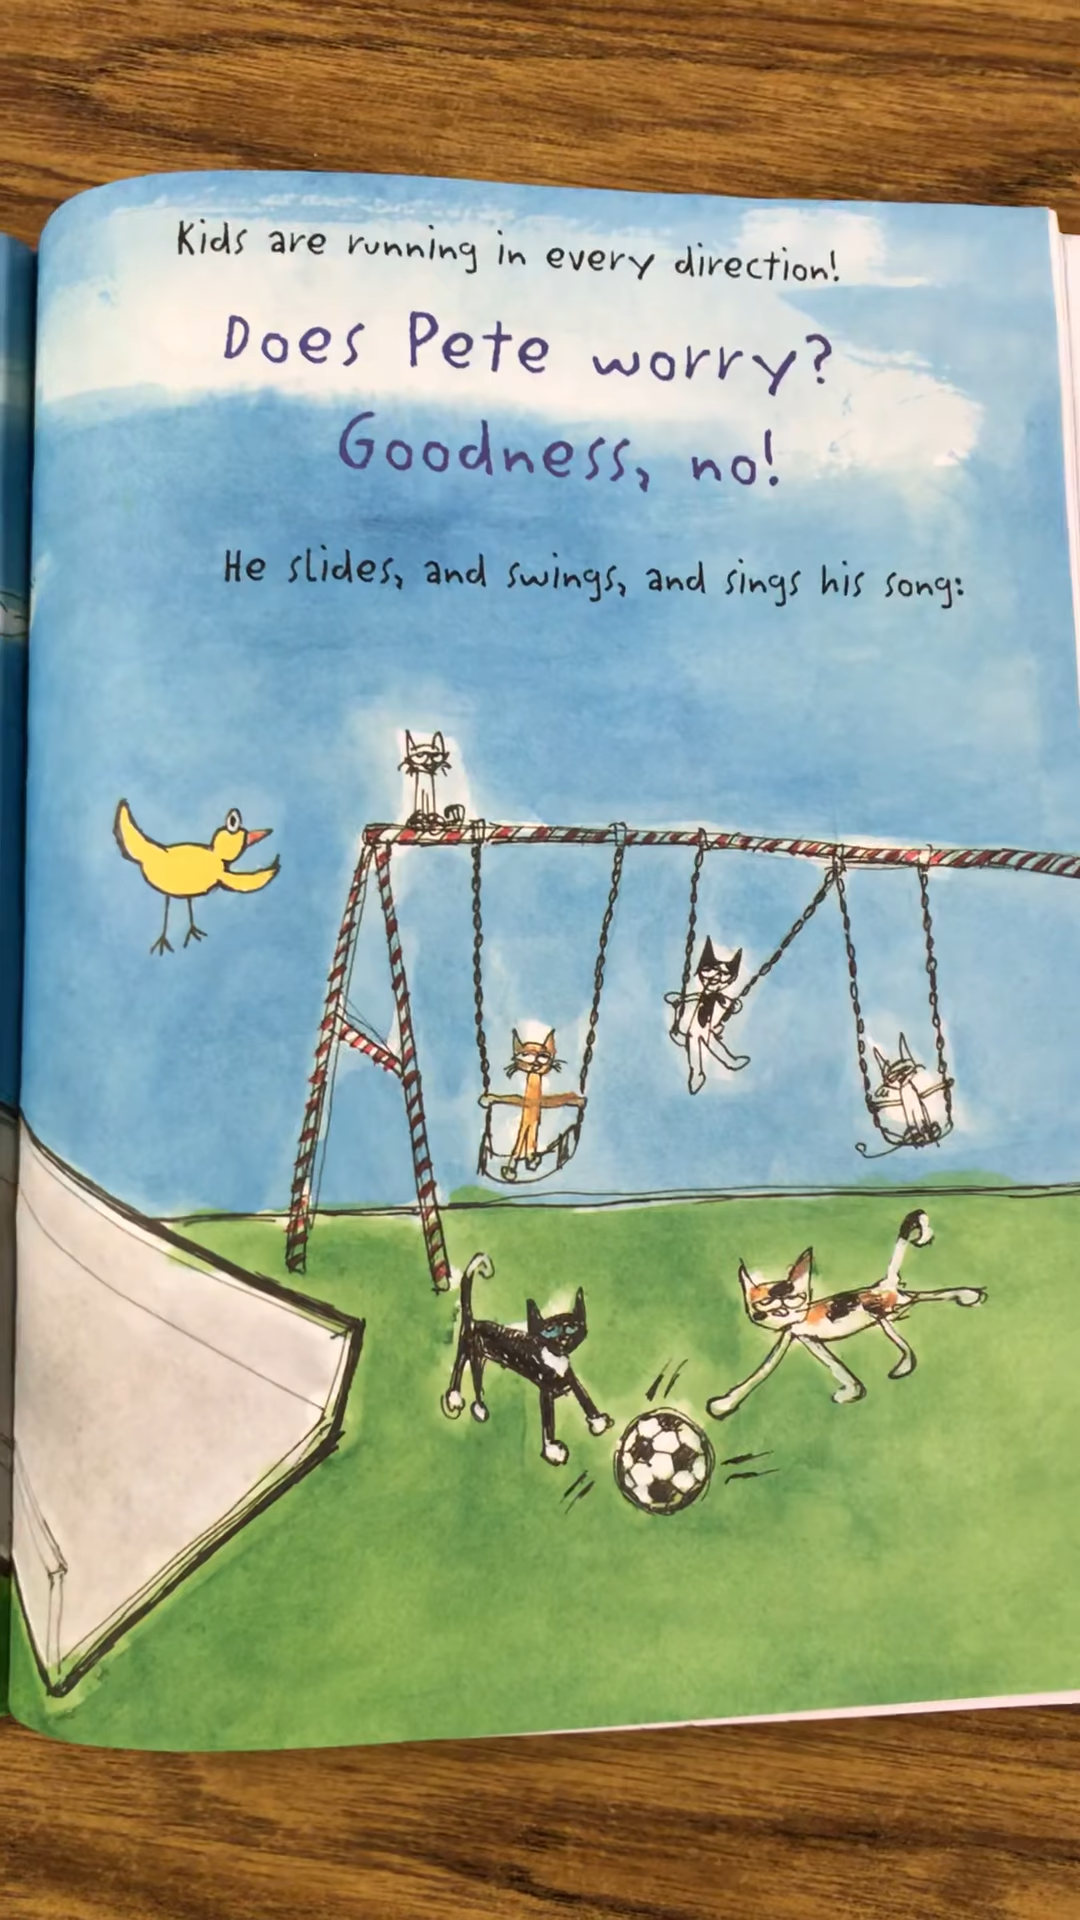 Kids are running in every direction!
Does Pete worry?
Goodness, no!
He slides, and swings, and sings his song: